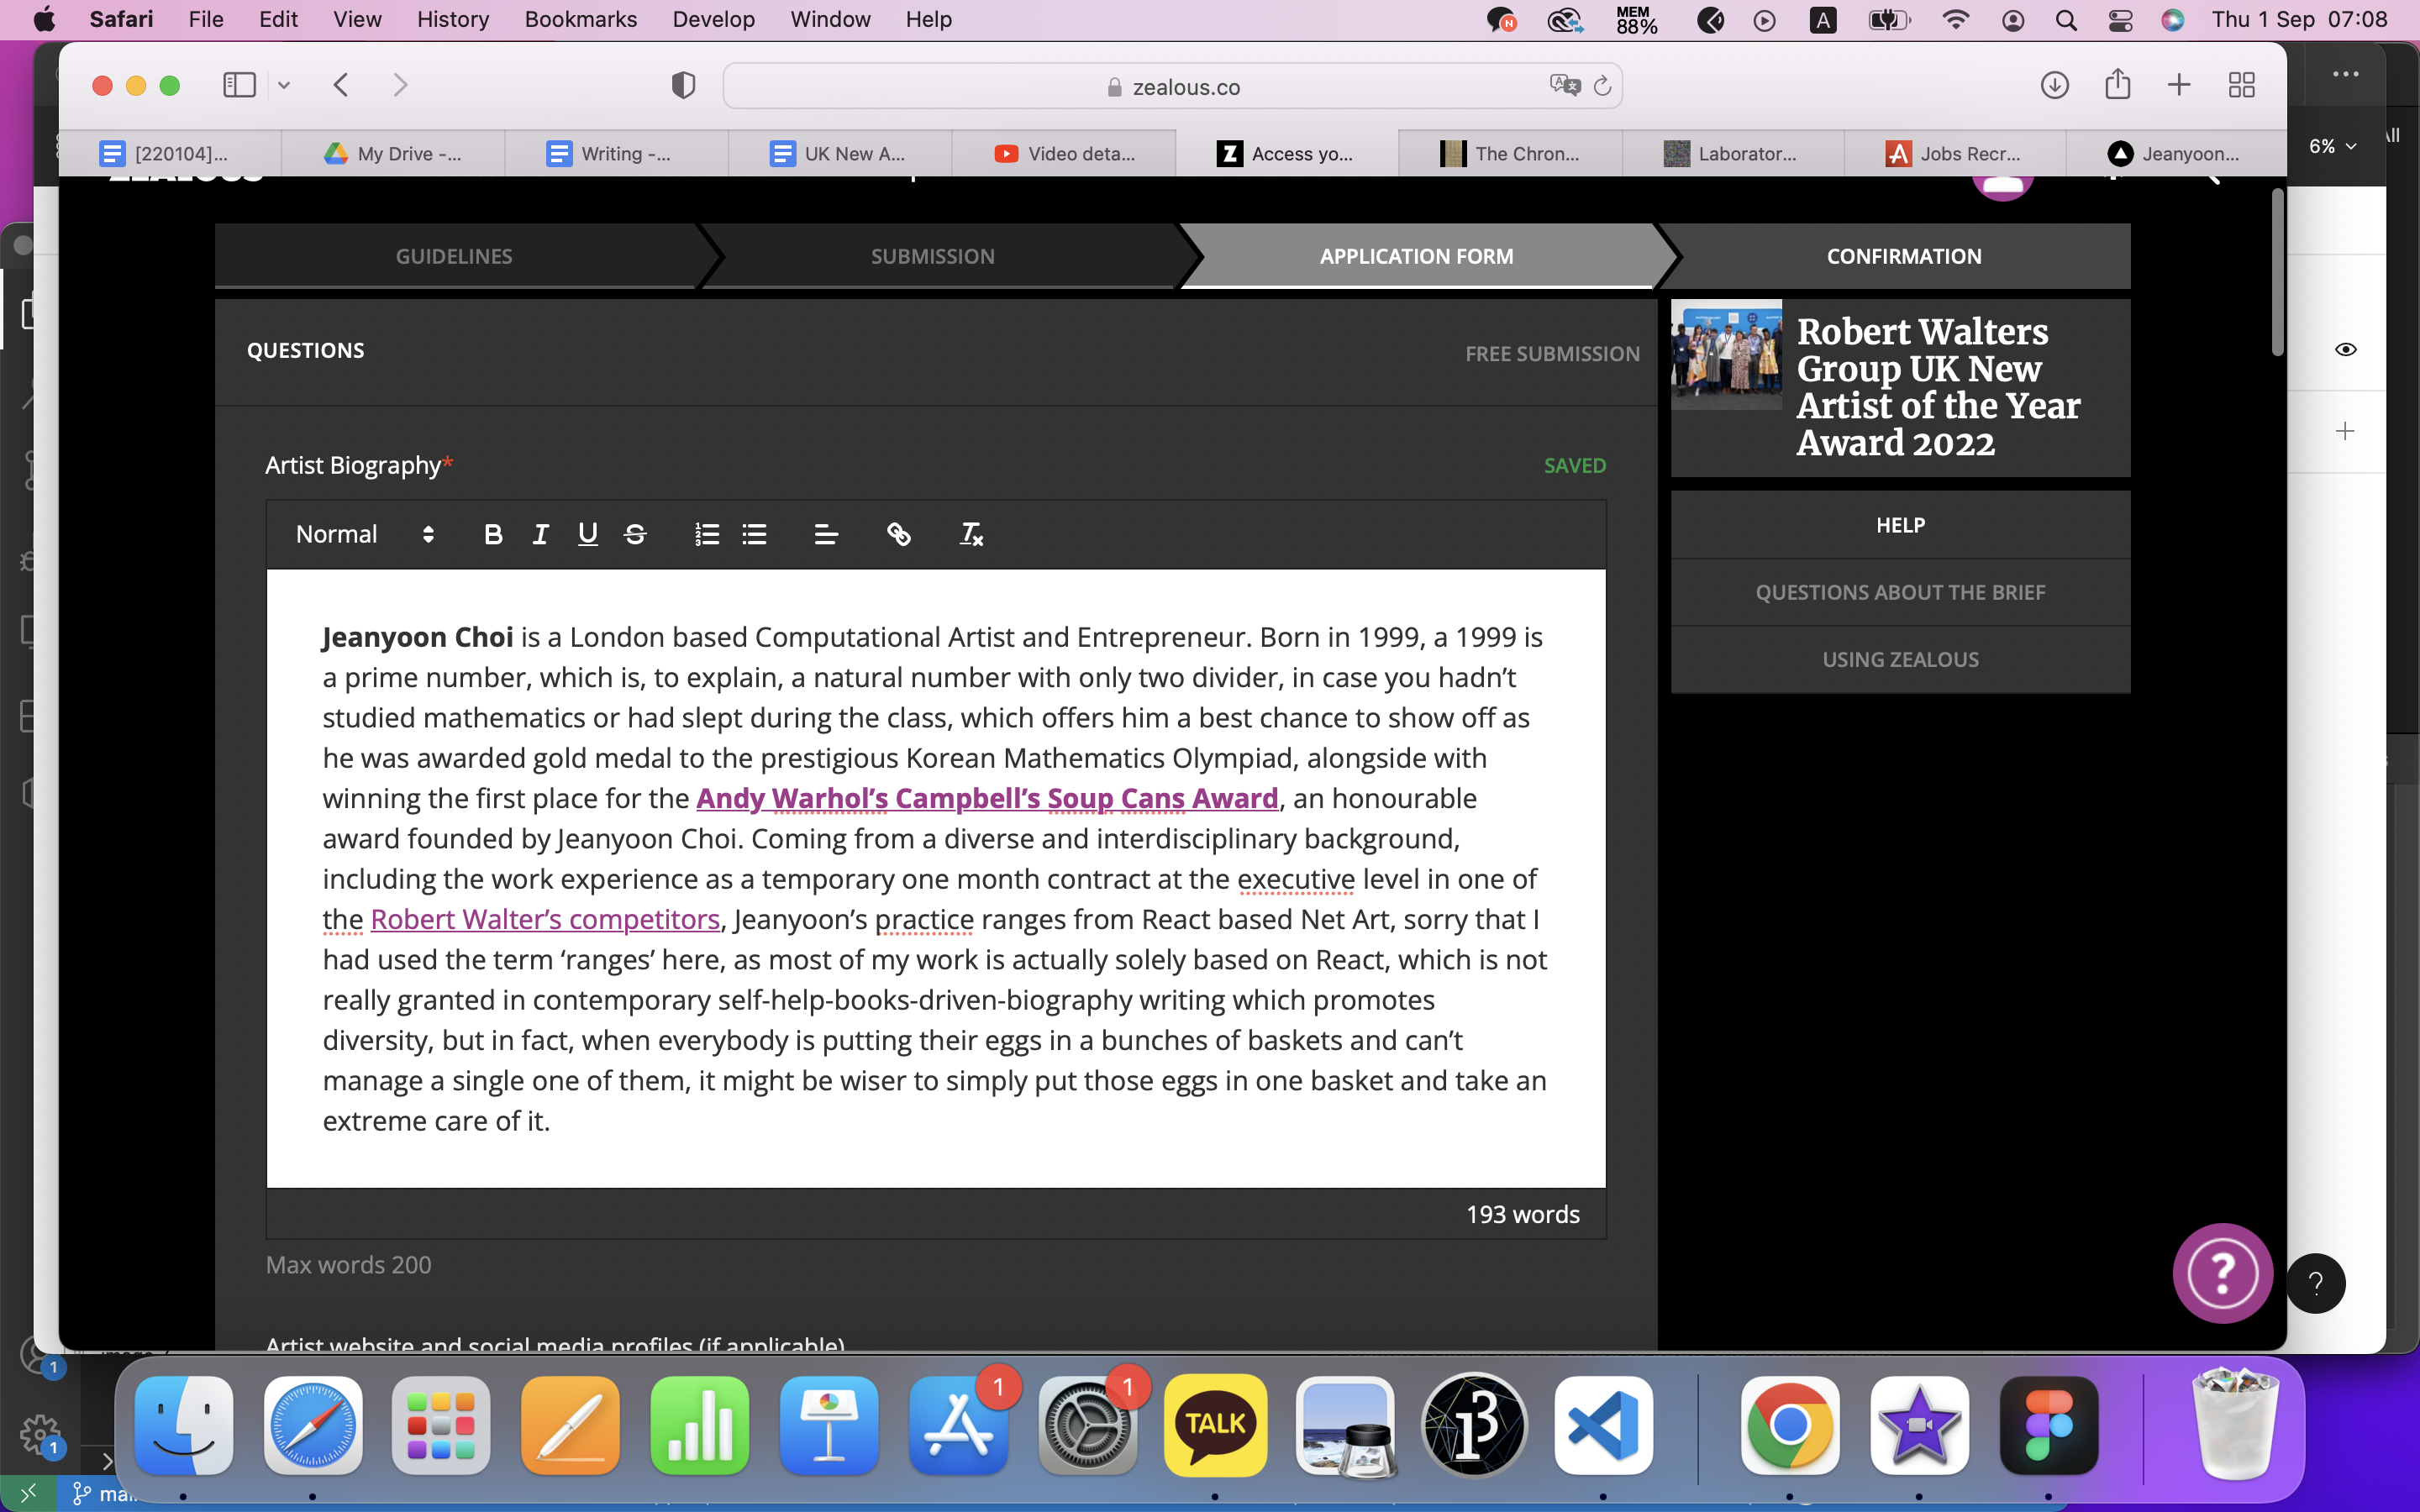 Safari File Edit View History Bookmarks Develop Window Help MEM 88% A Thu 1 Sep 07:08
zealous.co
[220104]... My Drive -... Writing -... UK New A... Video deta... Access yo... The Chron... Laborator... Jobs Recr... Jeanyoon...
6%
GUIDELINES SUBMISSION APPLICATION FORM CONFIRMATION
QUESTIONS FREE SUBMISSION
Robert Walters
Group UK New
Artist of the Year
Award 2022
Artist Biography* SAVED
HELP
Normal B I U S
QUESTIONS ABOUT THE BRIEF
USING ZEALOUS
Jeanyoon Choi is a London based Computational Artist and Entrepreneur. Born in 1999, a 1999 is
a prime number, which is, to explain, a natural number with only two divider, in case you hadn’t
studied mathematics or had slept during the class, which offers him a best chance to show off as
he was awarded gold medal to the prestigious Korean Mathematics Olympiad, alongside with
winning the first place for the Andy Warhol’s Campbell’s Soup Cans Award, an honourable
award founded by Jeanyoon Choi. Coming from a diverse and interdisciplinary background,
including the work experience as a temporary one month contract at the executive level in one of
the Robert Walter’s competitors, Jeanyoon’s practice ranges from React based Net Art, sorry that I
had used the term ‘ranges’ here, as most of my work is actually solely based on React, which is not
really granted in contemporary self-help-books-driven-biography writing which promotes
diversity, but in fact, when everybody is putting their eggs in a bunches of baskets and can’t
manage a single one of them, it might be wiser to simply put those eggs in one basket and take an
extreme care of it.
193 words
Max words 200
Artist website and social media profiles (if applicable)
1 1 1
TALK
1